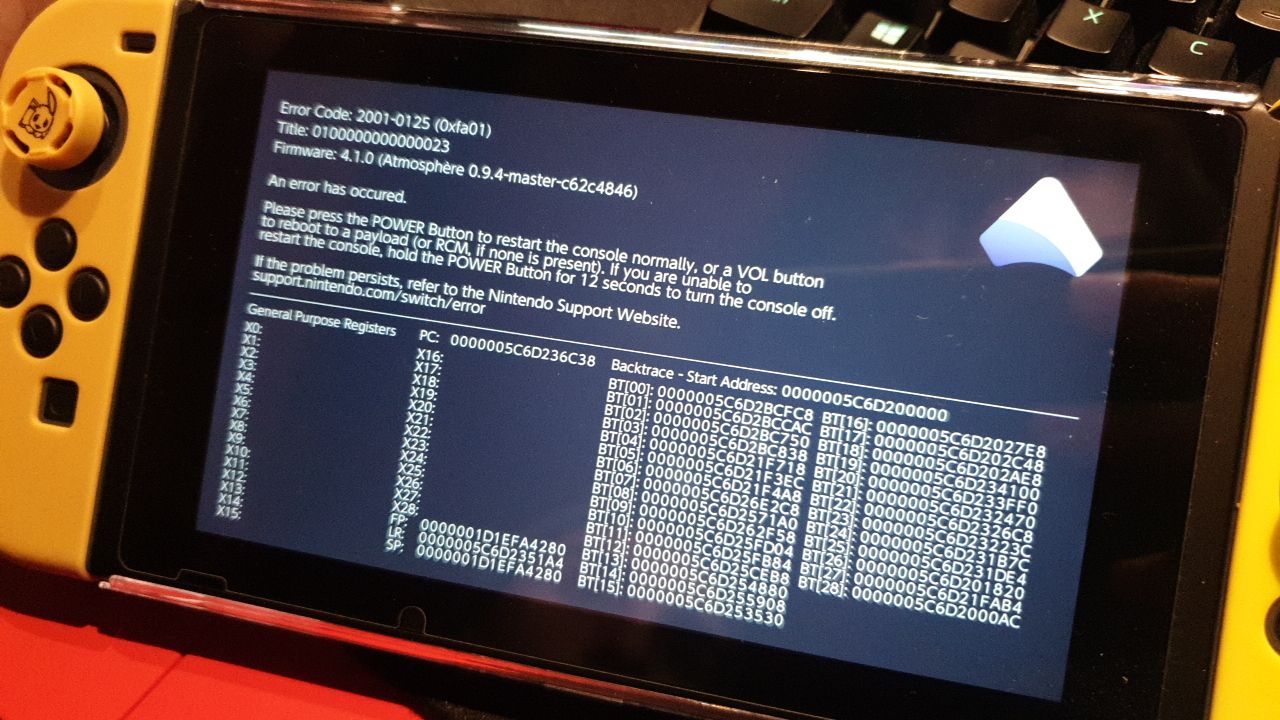 X
C
Error Code: 2001-0125 (0xfa01)
Title: 0100000000000023
Firmware: 4.1.0 (Atmosphère 0.9.4-master-c62c4846)
An error has occured.
Please press the POWER Button to restart the console normally, or a VOL button
to reboot to a payload (or RCM, if none is present). If you are unable to
restart the console, hold the POWER Button for 12 seconds to turn the console off.
If the problem persists, refer to the Nintendo Support Website.
support.nintendo.com/switch/error
General Purpose Registers
X0:
X1:
X2:
X3:
X4:
X5:
X6:
X7:
X8:
X9:
X10:
X11:
X12:
X13:
X14:
X15:
PC: 0000005C6D236C38
X16:
X17:
X18:
X19:
X20:
X21:
X22:
X23:
X24:
X25:
X26:
X27:
X28:
FP: 0000001D1EFA4280
LR: 0000005C6D2351A4
SP: 0000001D1EFA4280
Backtrace - Start Address: 0000005C6D200000
BT[00]: 0000005C6D2BCFC8
BT[01]: 0000005C6D2BCCAC
BT[02]: 0000005C6D2BC750
BT[03]: 0000005C6D2BC838
BT[04]: 0000005C6D21F718
BT[05]: 0000005C6D21F3EC
BT[06]: 0000005C6D21F4A8
BT[07]: 0000005C6D26E2C8
BT[08]: 0000005C6D2571A0
BT[09]: 0000005C6D262F58
BT[10]: 0000005C6D25FD04
BT[11]: 0000005C6D25FB84
BT[12]: 0000005C6D25CEB8
BT[13]: 0000005C6D254880
BT[14]: 0000005C6D255908
BT[15]: 0000005C6D253530
BT[16]: 0000005C6D2027E8
BT[17]: 0000005C6D202C48
BT[18]: 0000005C6D202AE8
BT[19]: 0000005C6D234100
BT[20]: 0000005C6D233FF0
BT[21]: 0000005C6D232470
BT[22]: 0000005C6D2326C8
BT[23]: 0000005C6D23223C
BT[24]: 0000005C6D231B7C
BT[25]: 0000005C6D231DE4
BT[26]: 0000005C6D201820
BT[27]: 0000005C6D21FAB4
BT[28]: 0000005C6D2000AC